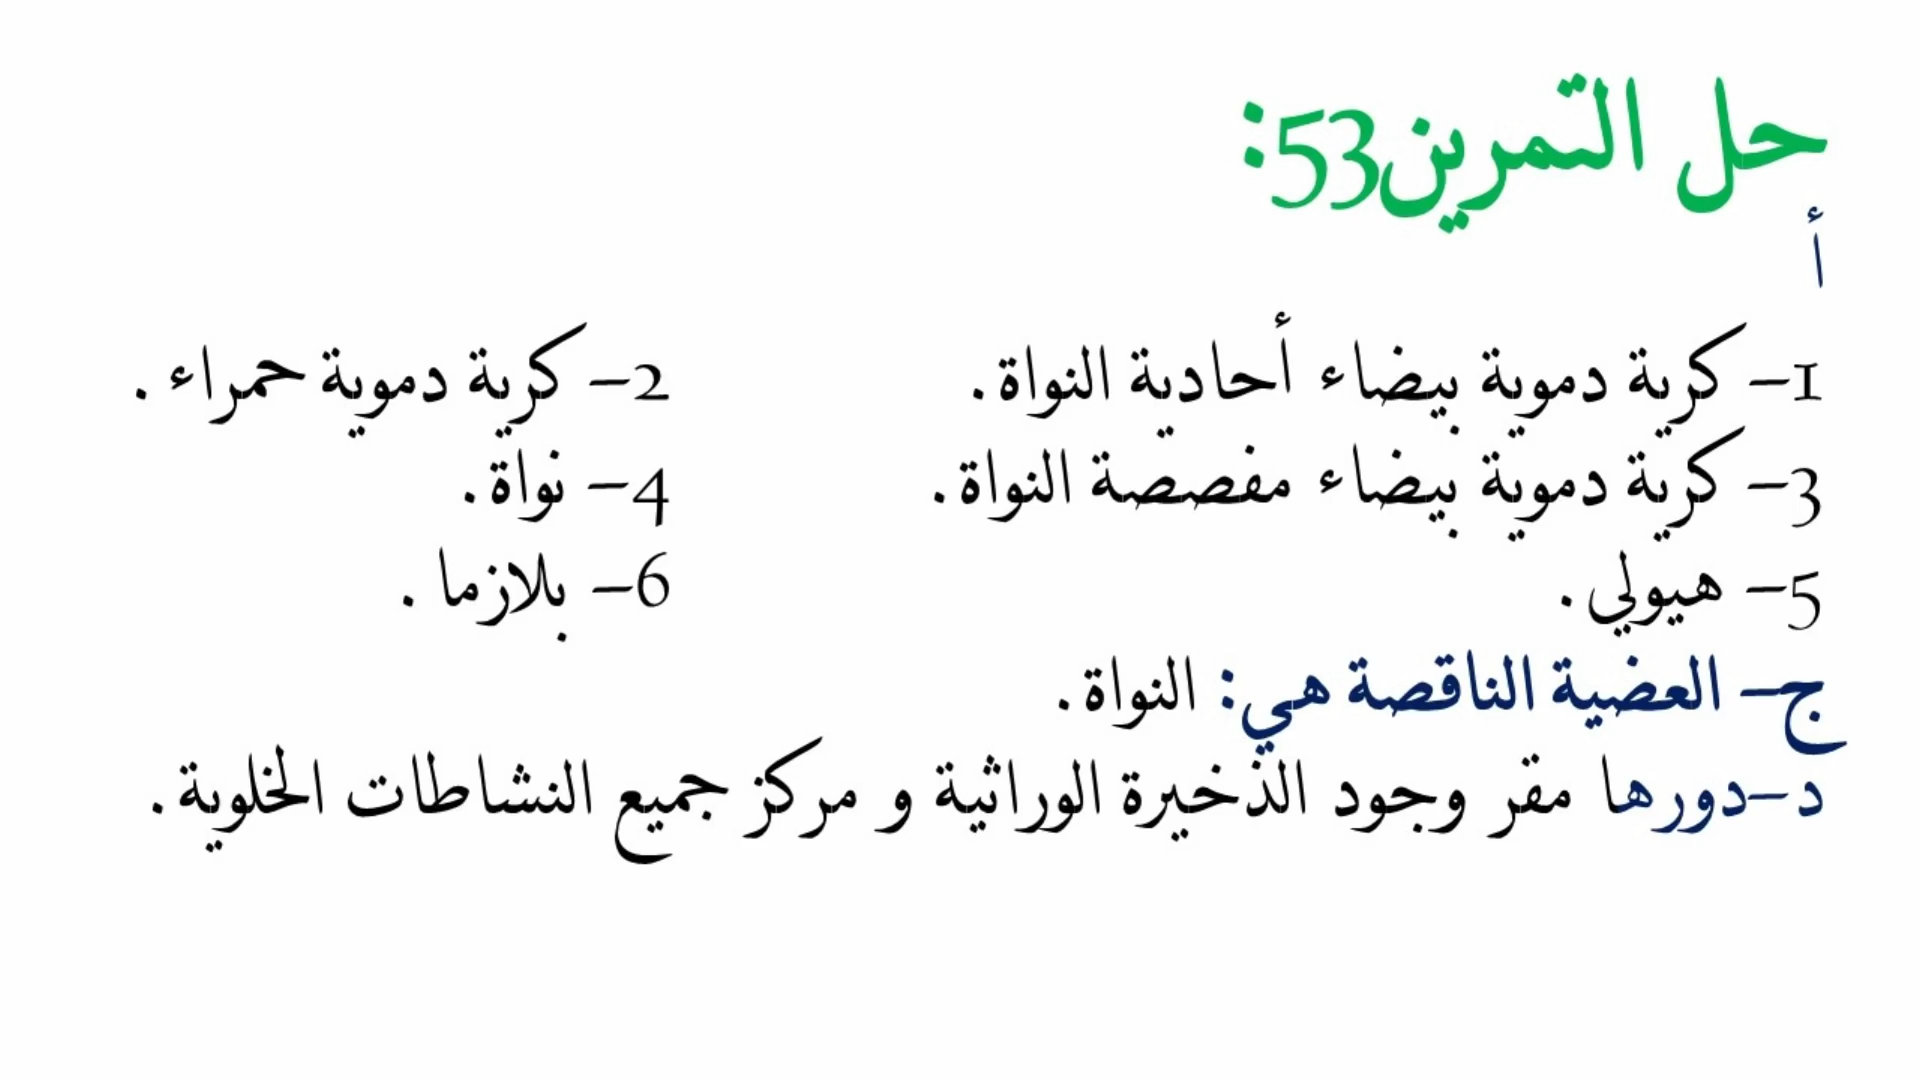 حل التمرين53:
أ
1- كرية دموية بيضاء أحادية النواة. 2- كرية دموية حمراء .
3- كرية دموية بيضاء مفصصة النواة. 4- نواة.
5- هيولي. 6- بلازما .
ج- العضية الناقصة هي: النواة.
د-دورها مقر وجود الذخيرة الوراثية و مركز جميع النشاطات الخلوية.